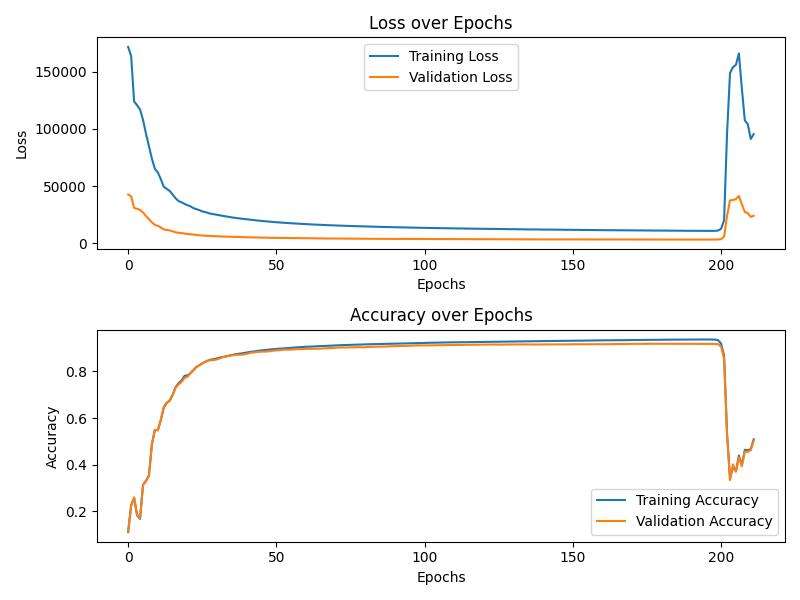 Loss over Epochs
Training Loss
Validation Loss
150000
100000
50000
0
Loss
0 50 100 150 200
Epochs
Accuracy over Epochs
0.8
0.6
0.4
0.2
Accuracy
Training Accuracy
Validation Accuracy
0 50 100 150 200
Epochs